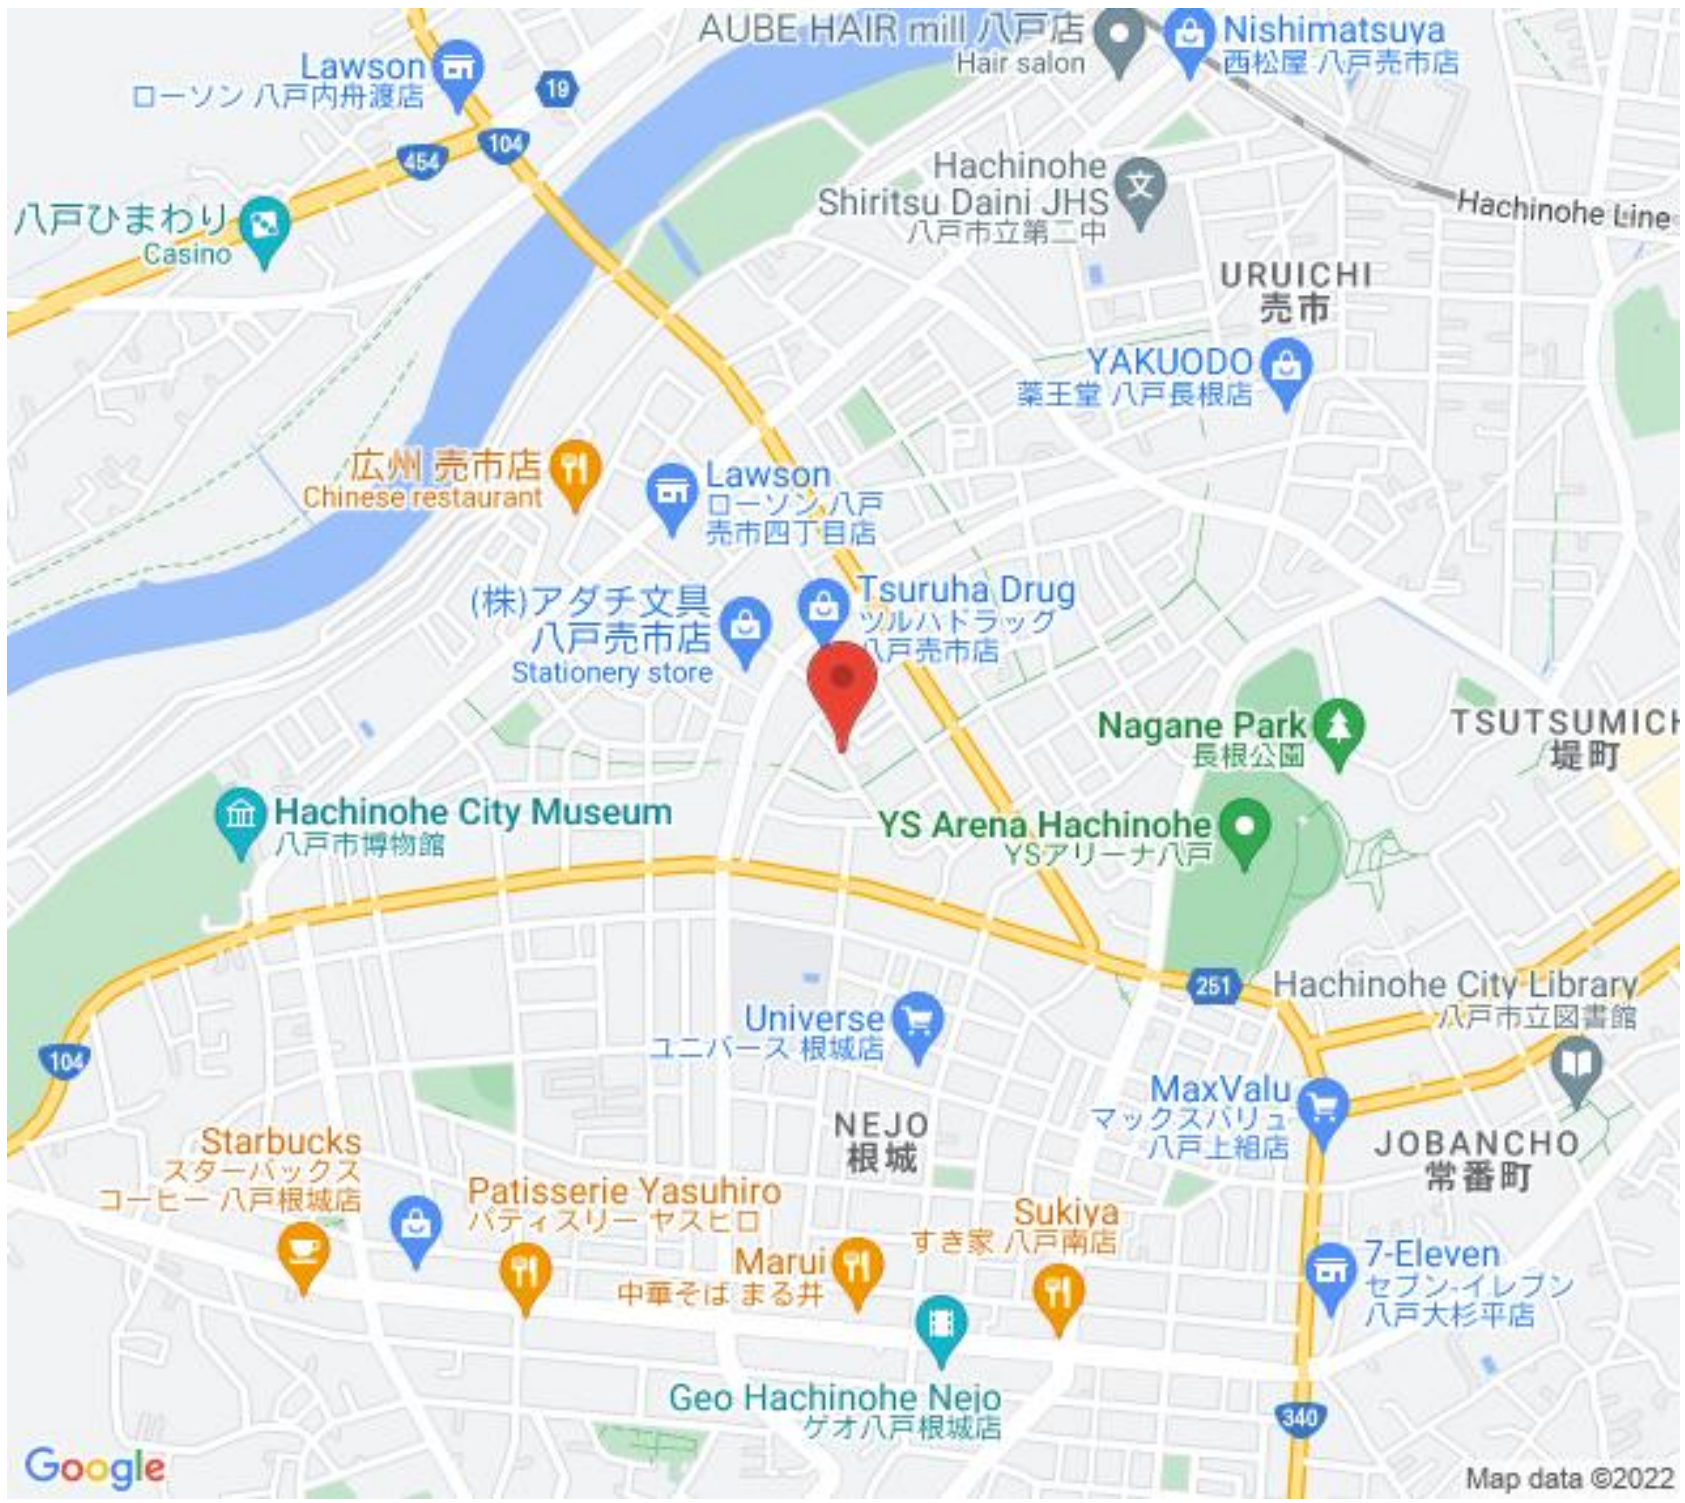 AUBE HAIR mill 八戸店
Hair salon
Nishimatsuya
西松屋 八戸売市店
Lawson
ローソン 八戸内舟渡店
19
104
454
Hachinohe
Shiritsu Daini JHS
八戸市立第二中
Hachinohe Line
八戸ひまわり
Casino
URUICHI
売市
YAKUODO
薬王堂 八戸長根店
広州 売市店
Chinese restaurant
Lawson
ローソン 八戸
売市四丁目店
(株)アダチ文具
八戸売市店
Stationery store
Tsuruha Drug
ツルハドラッグ
八戸売市店
Nagane Park
長根公園
TSUTSUMICH
堤町
Hachinohe City Museum
八戸市博物館
YS Arena Hachinohe
YSアリーナ八戸
251
Hachinohe City Library
八戸市立図書館
Universe
ユニバース 根城店
104
MaxValu
マックスバリュ
八戸上組店
NEJO
根城
JOBANCHO
常番町
Starbucks
スターバックス
コーヒー 八戸根城店
Patisserie Yasuhiro
パティスリー ヤスヒロ
Sukiya
すき家 八戸南店
Marui
中華そば まる井
7-Eleven
セブン-イレブン
八戸大杉平店
Geo Hachinohe Nejo
ゲオ八戸根城店
340
Google
Map data ©2022